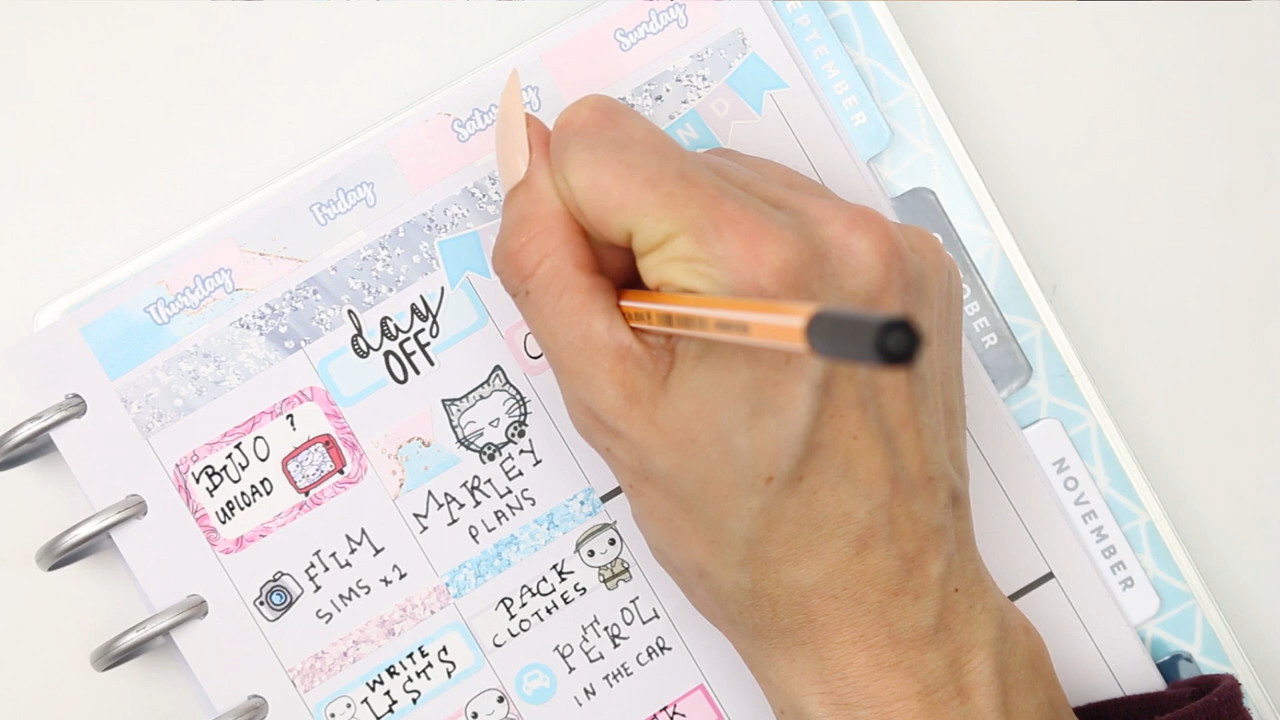 Thursday
Friday
Saturday
Sunday
N D
day
OFF
BUJO ?
UPLOAD
FILM
SIMS x2
WRITE
LISTS
MARLEY
PLANS
PACK
CLOTHES
PETROL
IN THE CAR
SEPTEMBER
NOVEMBER